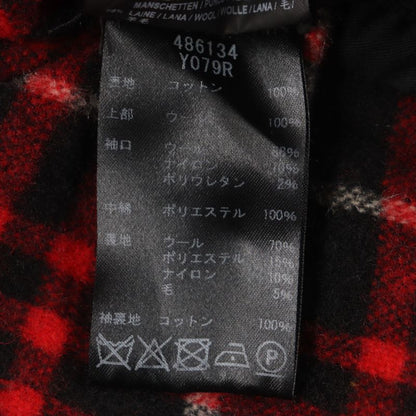 MANSCHETTEN / PU
LAINE / LANA / WOOL / WOLLE / LANA / 毛 /
486134
Y079R
表地 コットン 100%
上部 ウール 100%
袖口 ウール
ナイロン
ポリウレタン 2%
中綿 ポリエステル 100%
裏地 ウール 70%
ポリエステル 15%
ナイロン 10%
毛 5%
袖裏地 コットン 100%
P